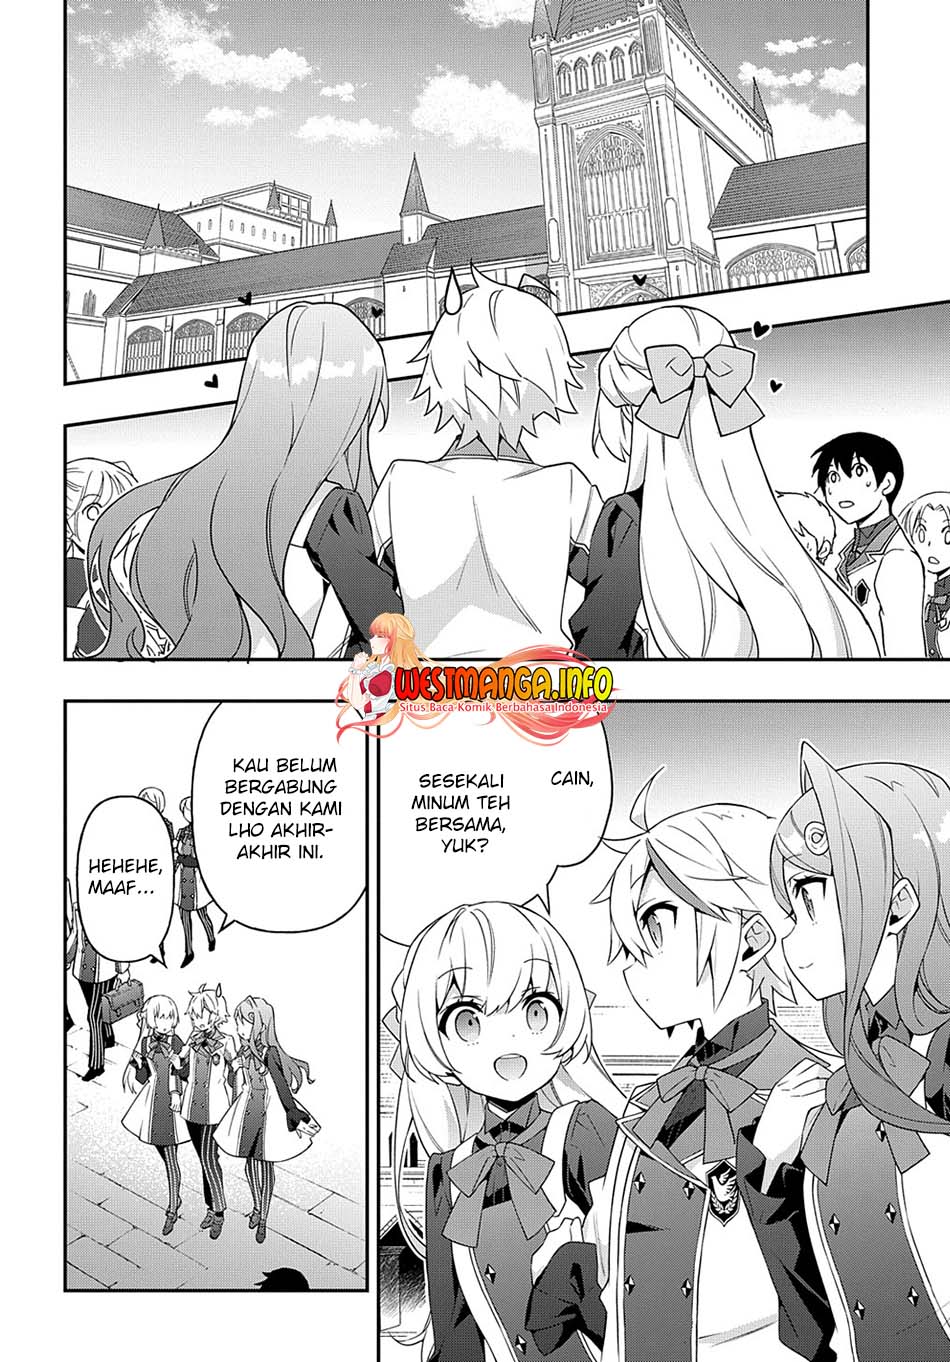 WESTMANGA.INFO
Situs Baca Komik Berbahasa Indonesia
CAIN,
SESEKALI
MINUM TEH
BERSAMA,
YUK?
KAU BELUM
BERGABUNG
DENGAN KAMI
LHO AKHIR-
AKHIR INI.
HEHEHE,
MAAF...